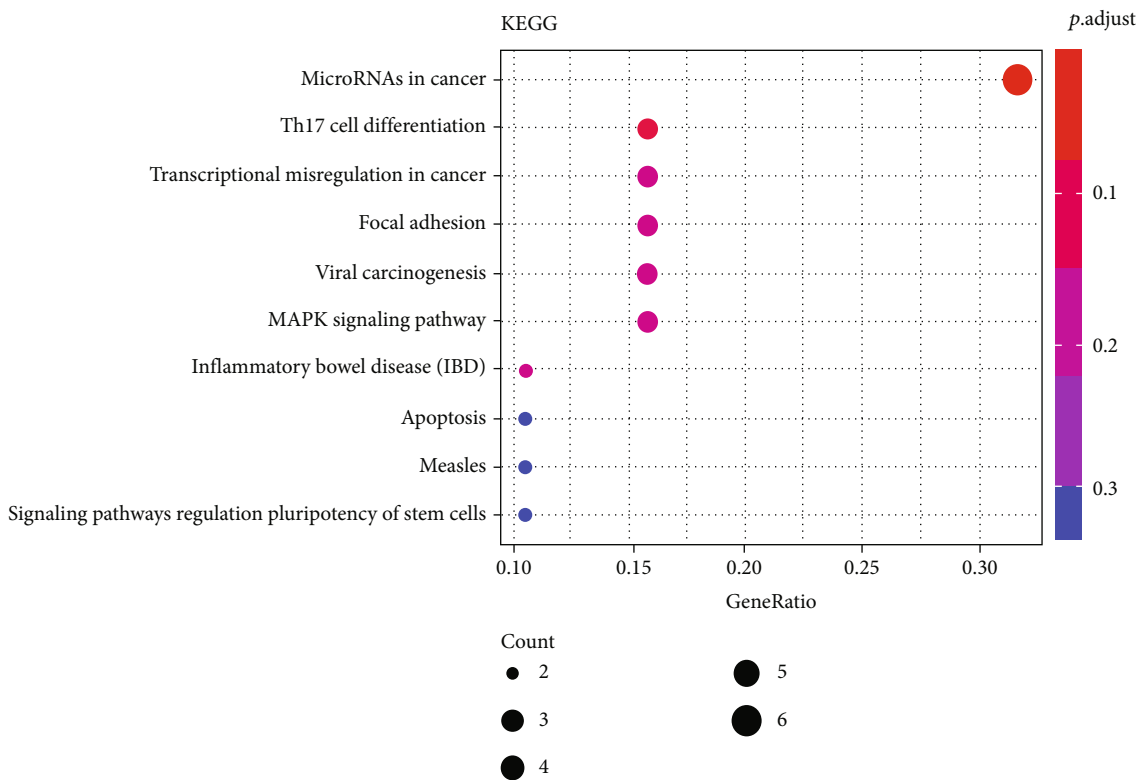 KEGG
p.adjust
MicroRNAs in cancer
Th17 cell differentiation
Transcriptional misregulation in cancer
Focal adhesion
Viral carcinogenesis
MAPK signaling pathway
Inflammatory bowel disease (IBD)
Apoptosis
Measles
Signaling pathways regulation pluripotency of stem cells
0.1
0.2
0.3
0.10 0.15 0.20 0.25 0.30
GeneRatio
Count
2 5
3 6
4